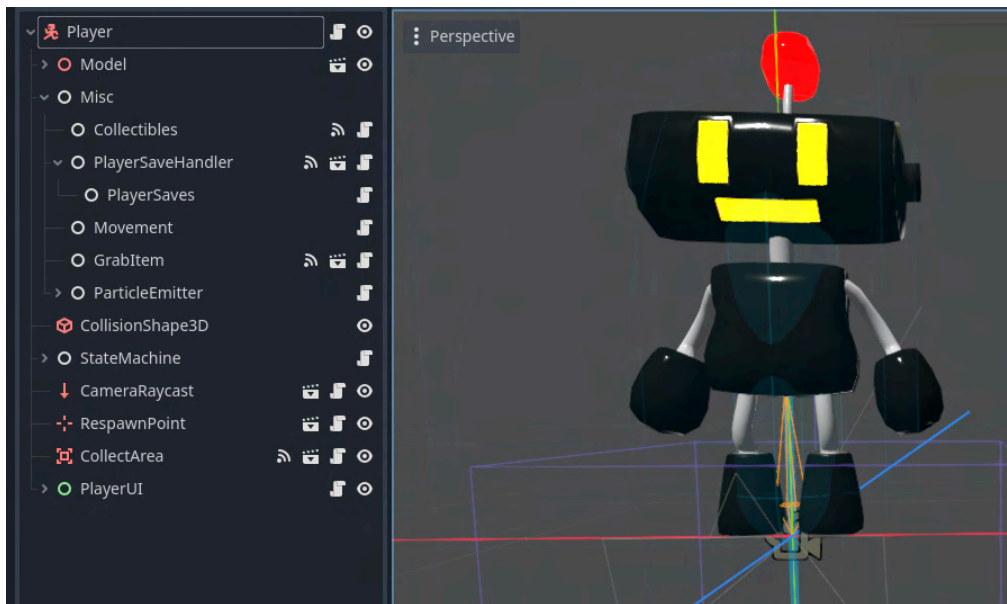 Player
Model
Misc
Collectibles
PlayerSaveHandler
PlayerSaves
Movement
GrabItem
ParticleEmitter
CollisionShape3D
StateMachine
CameraRaycast
RespawnPoint
CollectArea
PlayerUI
Perspective